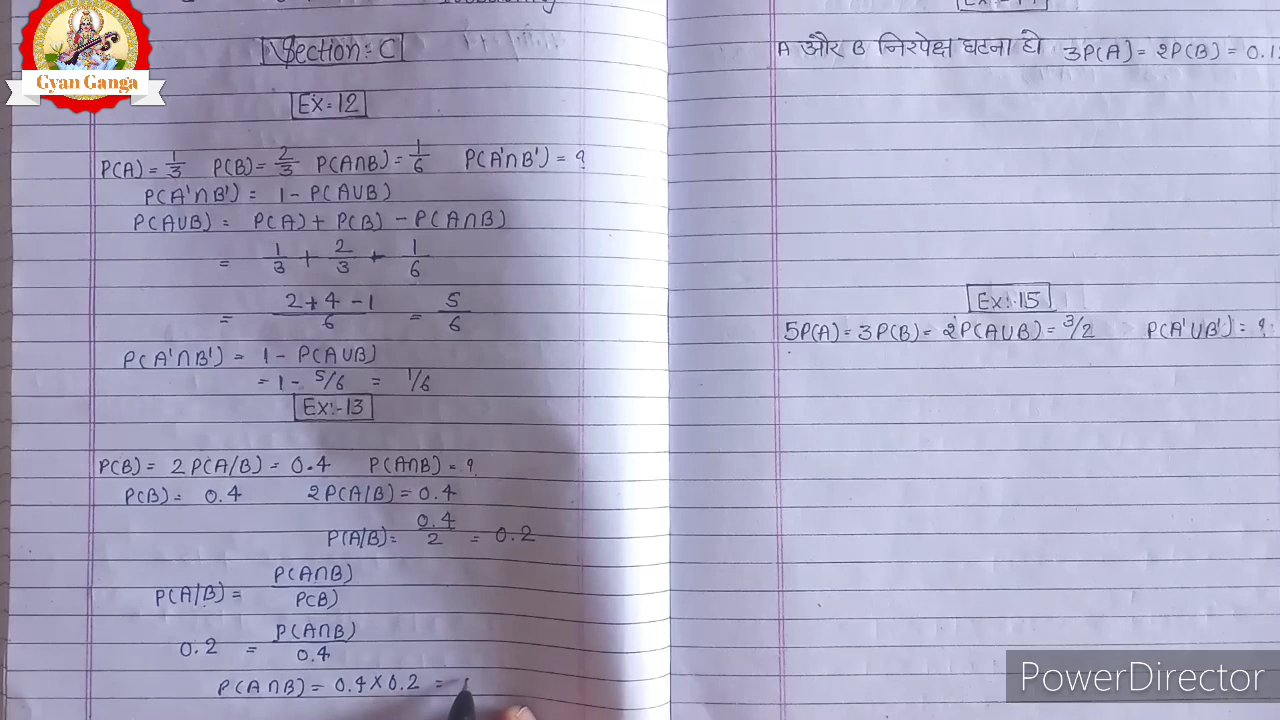 Gyan Ganga
Section:- C
Ex:-12
P(A) = 1/3 P(B) = 2/3 P(A∩B) = 1/6 P(A'∩B') = ?
P(A'∩B') = 1 - P(A∪B)
P(A∪B) = P(A) + P(B) - P(A∩B)
= 1/3 + 2/3 - 1/6
= 2+4-1/6 = 5/6
P(A'∩B') = 1 - P(A∪B)
= 1 - 5/6 = 1/6
Ex:-13
P(B) = 2P(A/B) = 0.4 P(A∩B) = ?
P(B) = 0.4 2P(A/B) = 0.4
P(A/B) = 0.4/2 = 0.2
P(A/B) = P(A∩B)/P(B)
0.2 = P(A∩B)/0.4
P(A∩B) = 0.4 × 0.2 =
A और B निरपेक्ष घटना हो 3P(A) = 2P(B) =
Ex:-15
5P(A) = 3P(B) = 2P(A∪B) = 3/2 P(A'∪B') = ?
PowerDirector